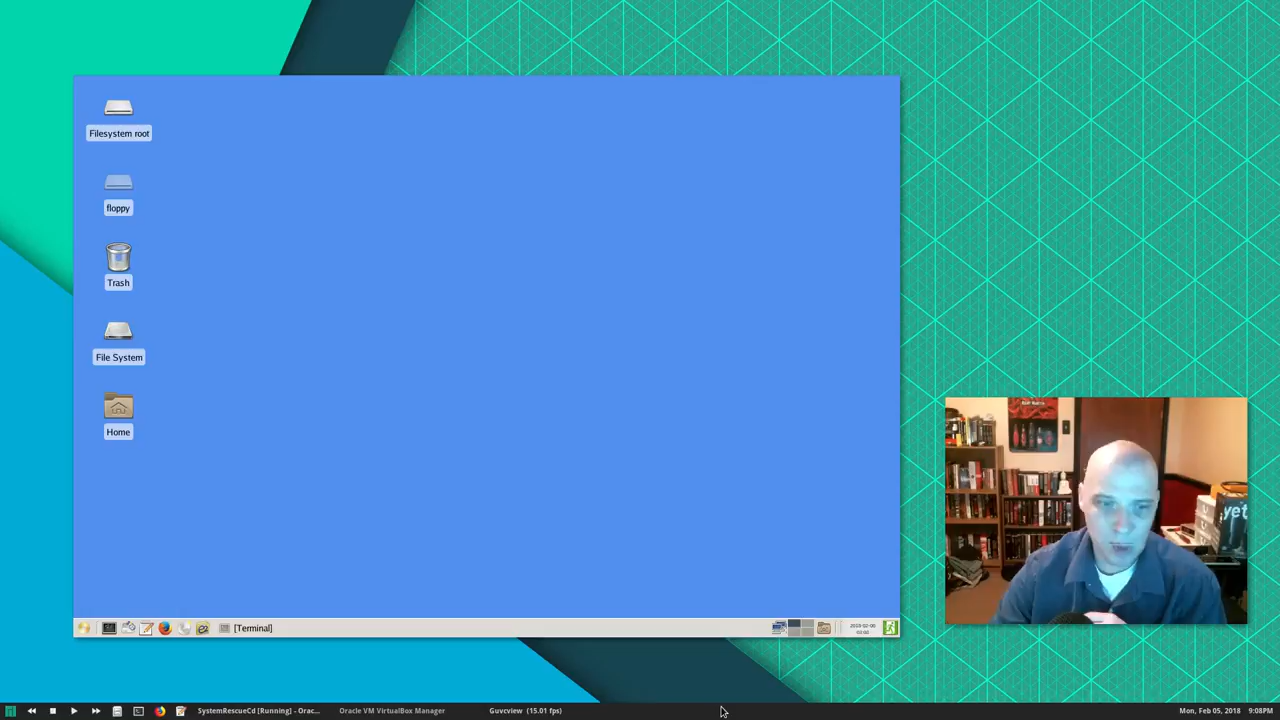 Filesystem root
floppy
Trash
File System
Home
[Terminal]
yet
SystemRescueCd [Running] - Orac...
Oracle VM VirtualBox Manager
Guvcview (15.01 fps)
Mon, Feb 05, 2018
9:08PM